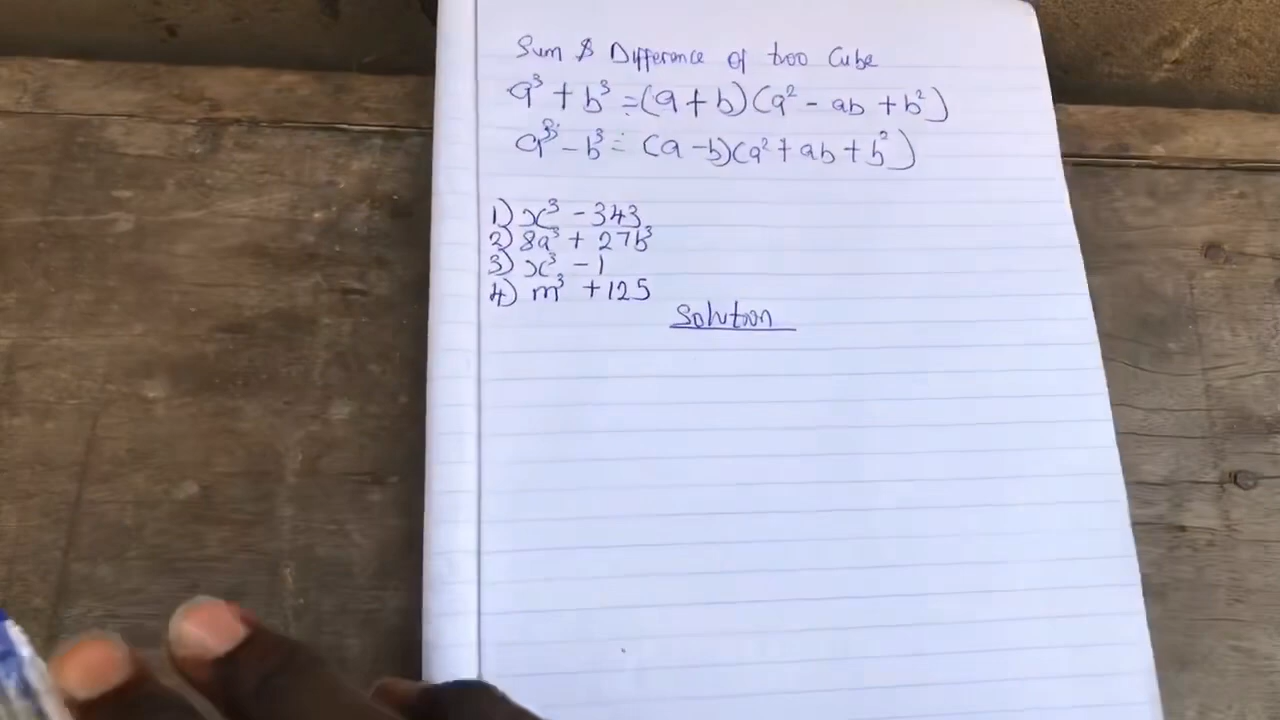 Sum & Difference of two Cube
a³ + b³ = (a + b)(a² - ab + b²)
a³ - b³ = (a - b)(a² + ab + b²)
1) x³ - 343
2) 8a³ + 27b³
3) x³ - 1
4) m³ + 125
Solution